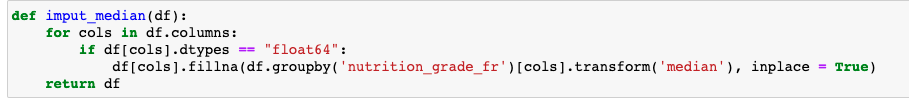 def imput_median(df):
    for cols in df.columns:
        if df[cols].dtypes == "float64":
            df[cols].fillna(df.groupby('nutrition_grade_fr')[cols].transform('median'), inplace = True)
    return df